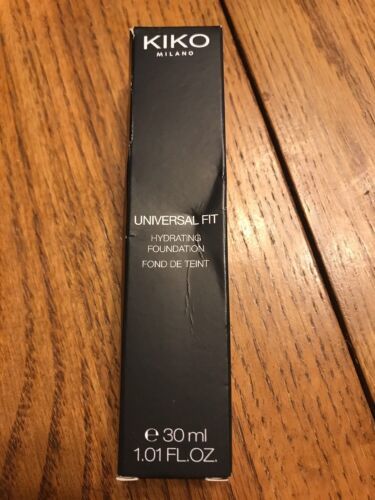 KIKO
MILANO
UNIVERSAL FIT
HYDRATING
FOUNDATION
FOND DE TEINT
℮ 30 ml
1.01 FL.OZ.